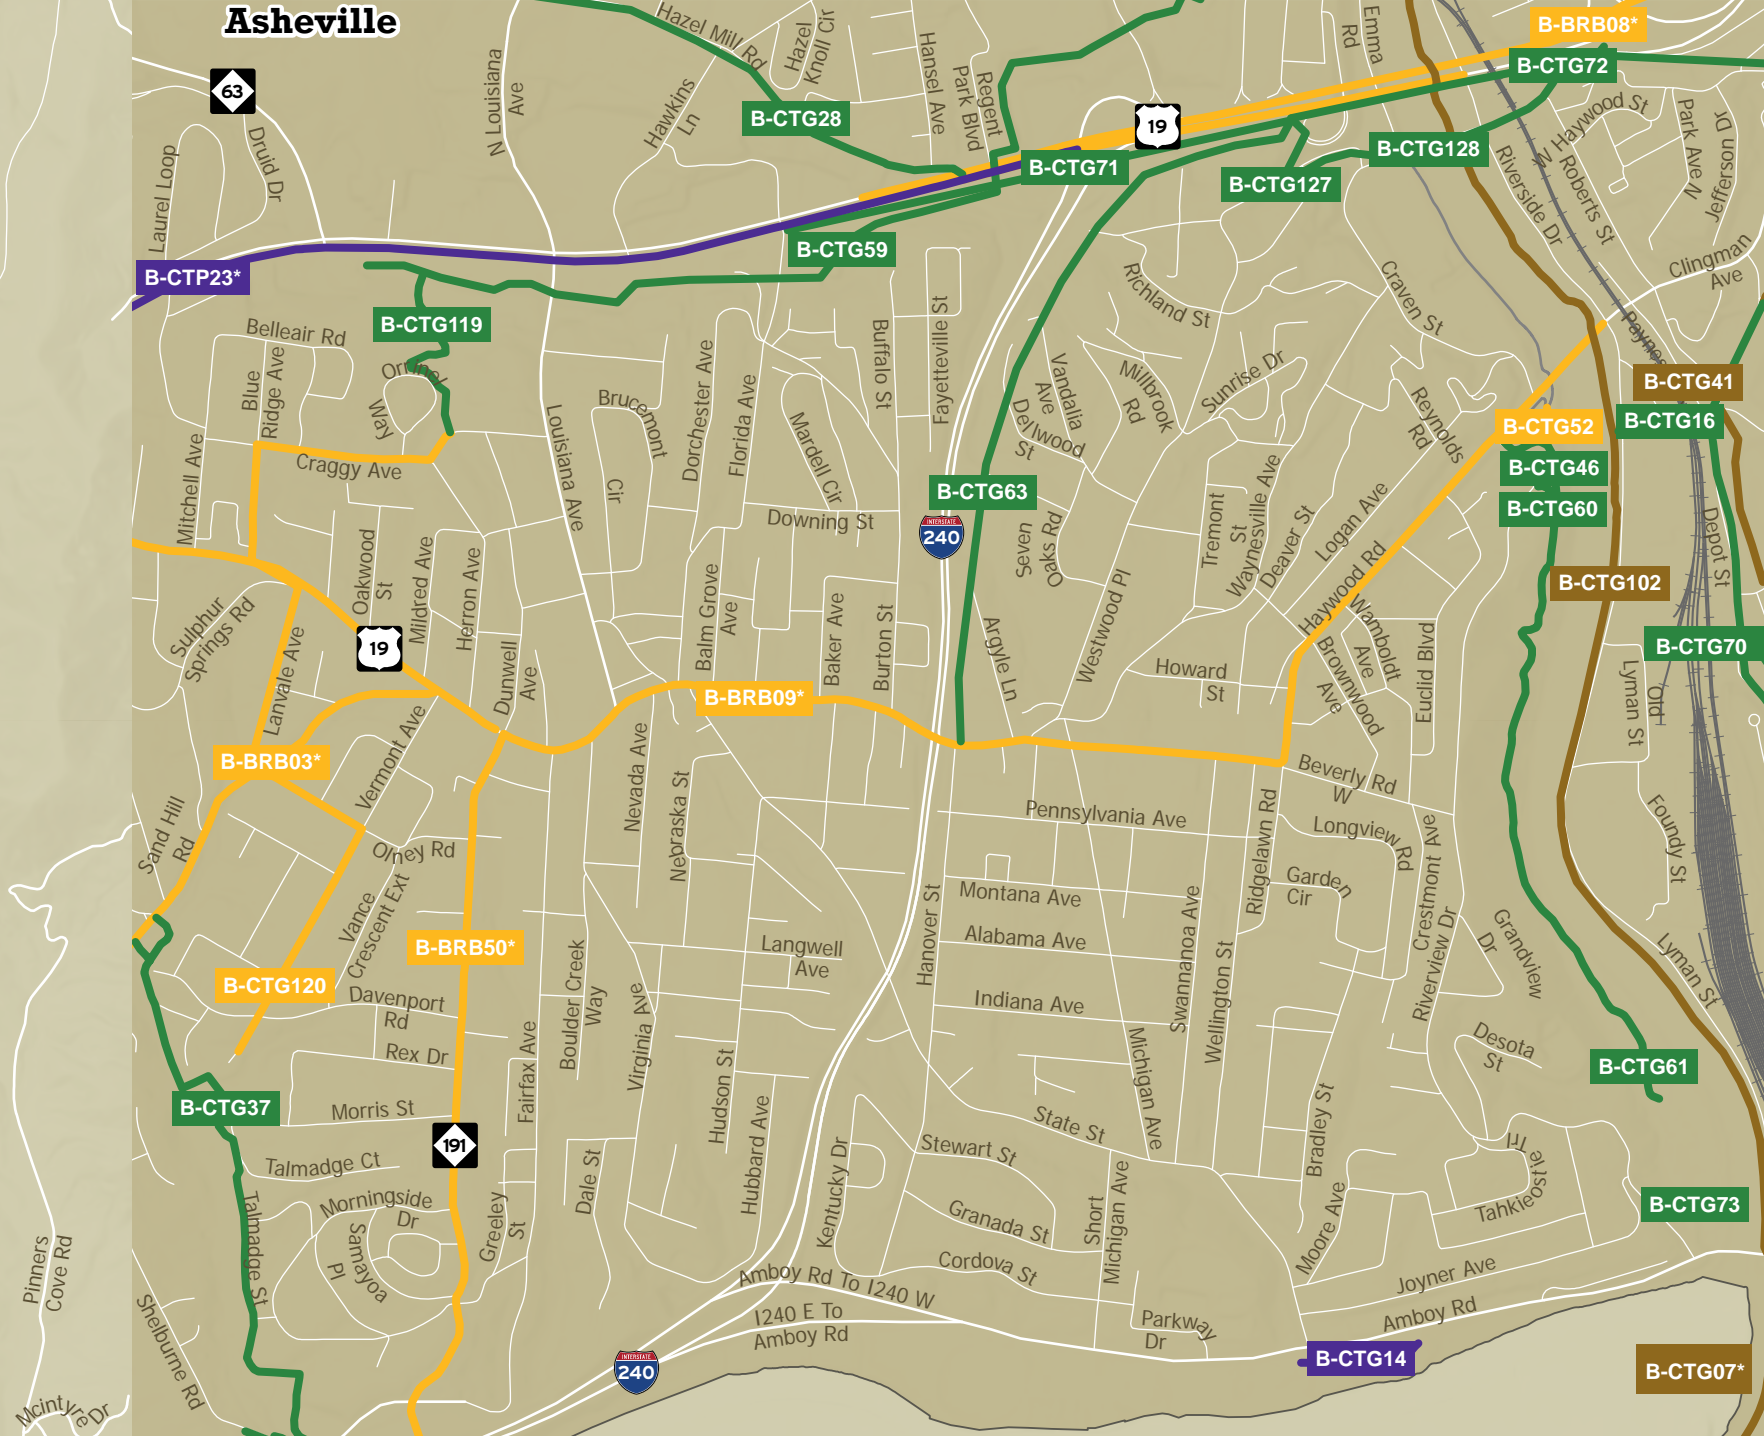 Asheville
Hazel Mill Rd
Hazel
Knoll Cir
Hansel Ave
Regent
Park Blvd
Emma
Rd
B-BRB08*
B-CTG72
63
N Louisiana
Ave
Hawkins
Ln
B-CTG28
19
Druid Dr
Laurel Loop
B-CTG71
B-CTG127
B-CTG128
W Haywood St
Roberts St
Riverside Dr
Park Ave N
Jefferson Dr
Clingman
Ave
B-CTP23*
B-CTG59
B-CTG119
Belleair Rd
Blue
Ridge Ave
Way
Craggy Ave
Mitchell Ave
Louisiana Ave
Brucemont
Cir
Dorchester Ave
Florida Ave
Mardell Cir
Buffalo St
Fayetteville St
Downing St
Richland St
Craven St
Vandalia
Ave
Dellwood
St
Millbrook
Rd
Sunrise Dr
Reynolds
Rd
B-CTG41
B-CTG52
B-CTG16
B-CTG46
B-CTG60
B-CTG63
INTERSTATE
240
Seven
Oaks Rd
Tremont
St
Waynesville Ave
Deaver St
Logan Ave
Haywood Rd
Depot St
B-CTG102
B-CTG70
Oakwood
St
Mildred Ave
Herron Ave
Sulphur
Springs Rd
19
Lanvale Ave
Dunwell
Ave
Balm Grove
Ave
Baker Ave
Burton St
Argyle Ln
Westwood Pl
Howard
St
Wamboldt
Ave
Brownwood
Ave
Euclid Blvd
Old
Lyman St
B-BRB09*
B-BRB03*
Vermont Ave
Nevada Ave
Nebraska St
Beverly Rd
W
Sand Hill
Rd
Olney Rd
Pennsylvania Ave
Longview
Rd
Ridgelawn Rd
Garden
Cir
Crestmont Ave
Foundy St
Vance
Crescent Ext
B-BRB50*
Montana Ave
Alabama Ave
Hanover St
Langwell
Ave
Swannanoa Ave
Wellington St
Riverview Dr
Grandview
Dr
Lyman St
B-CTG120
Davenport
Rd
Rex Dr
Boulder Creek
Way
Virginia Ave
Fairfax Ave
Indiana Ave
Michigan Ave
Desota
St
B-CTG61
B-CTG37
Morris St
Hudson St
Hubbard Ave
State St
Bradley St
191
Talmadge Ct
Talmadge St
Morningside
Dr
Samayoa
Pl
Greeley
St
Dale St
Kentucky Dr
Stewart St
Granada St
Cordova St
Short
Michigan Ave
Moore Ave
Tahkieostie Trl
B-CTG73
Pinners
Cove Rd
Shelburne Rd
Amboy Rd To I240 W
I240 E To
Amboy Rd
Parkway
Dr
Joyner Ave
Amboy Rd
INTERSTATE
240
B-CTG14
B-CTG07*
Mcintyre Dr